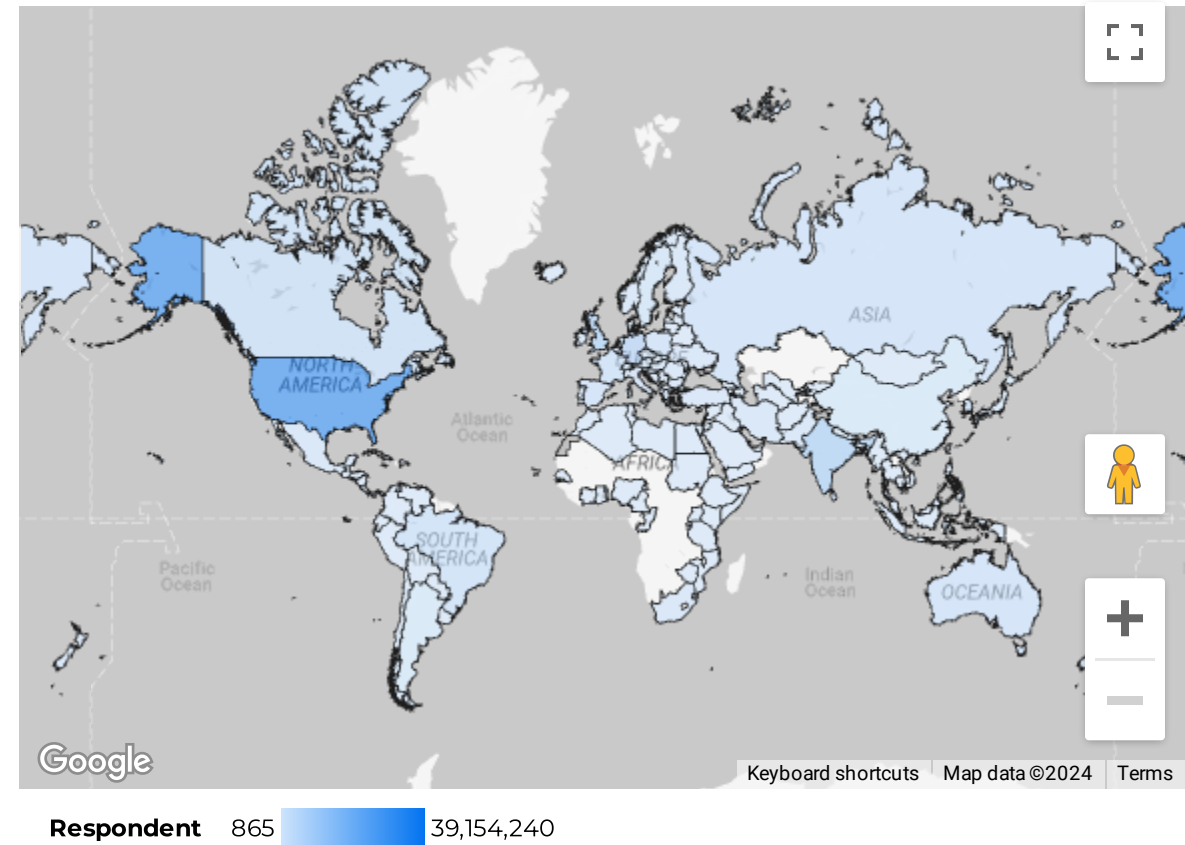 ASIA
NORTH
AMERICA
Atlantic
Ocean
AFRICA
SOUTH
AMERICA
Pacific
Ocean
Indian
Ocean
OCEANIA
Google
Keyboard shortcuts
Map data ©2024
Terms
Respondent 865 39,154,240